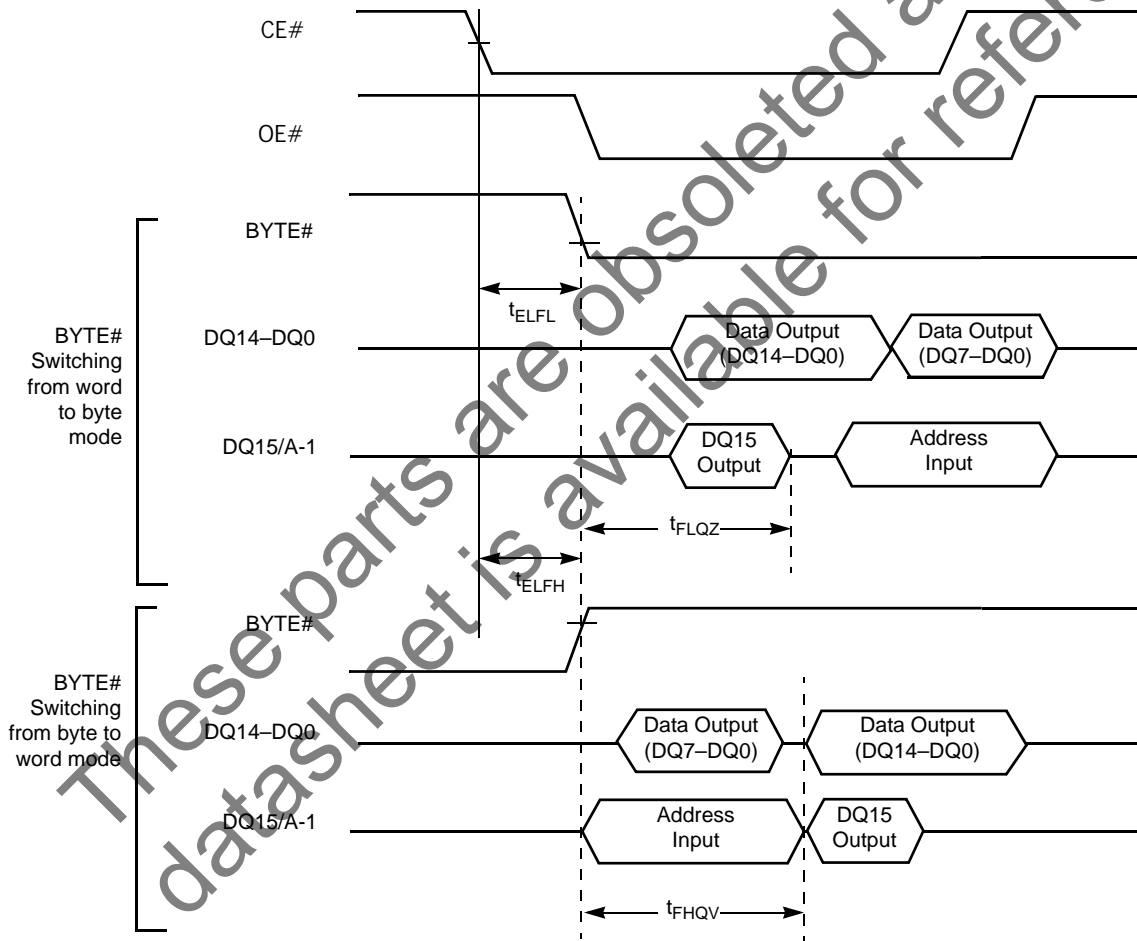 CE#
OE#
BYTE#
tELFL
BYTE#
Switching
from word
to byte
mode
DQ14–DQ0
Data Output
(DQ14–DQ0)
Data Output
(DQ7–DQ0)
DQ15/A-1
DQ15
Output
Address
Input
tFLQZ
tELFH
BYTE#
BYTE#
Switching
from byte to
word mode
DQ14–DQ0
Data Output
(DQ7–DQ0)
Data Output
(DQ14–DQ0)
DQ15/A-1
Address
Input
DQ15
Output
tFHQV
These parts are obsoleted
datasheet is available for